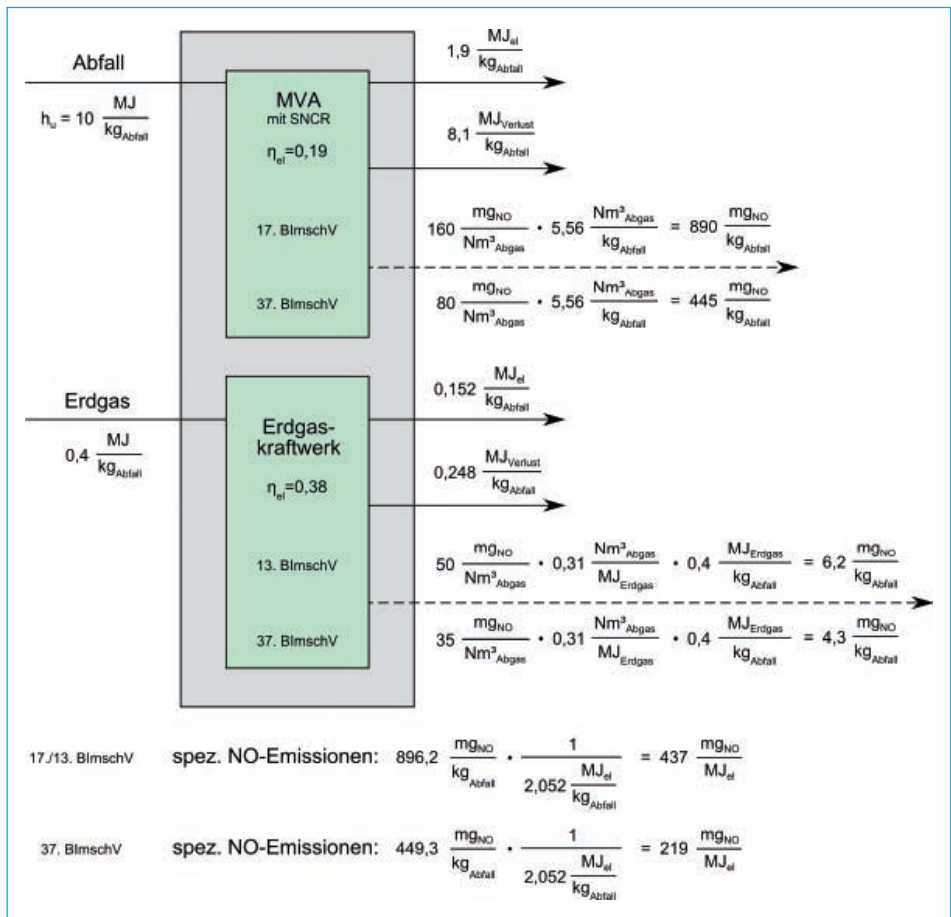 Abfall
h_u = 10 MJ/kg_Abfall
MVA
mit SNCR
η_el=0,19
17. BImschV
37. BImschV
1,9 MJ_el/kg_Abfall
8,1 MJ_Verlust/kg_Abfall
160 mg_NO/Nm³_Abgas · 5,56 Nm³_Abgas/kg_Abfall = 890 mg_NO/kg_Abfall
80 mg_NO/Nm³_Abgas · 5,56 Nm³_Abgas/kg_Abfall = 445 mg_NO/kg_Abfall
Erdgas
0,4 MJ/kg_Abfall
Erdgas-
kraftwerk
η_el=0,38
13. BImschV
37. BImschV
0,152 MJ_el/kg_Abfall
0,248 MJ_Verlust/kg_Abfall
50 mg_NO/Nm³_Abgas · 0,31 Nm³_Abgas/MJ_Erdgas · 0,4 MJ_Erdgas/kg_Abfall = 6,2 mg_NO/kg_Abfall
35 mg_NO/Nm³_Abgas · 0,31 Nm³_Abgas/MJ_Erdgas · 0,4 MJ_Erdgas/kg_Abfall = 4,3 mg_NO/kg_Abfall
17./13. BImschV spez. NO-Emissionen: 896,2 mg_NO/kg_Abfall · 1/(2,052 MJ_el/kg_Abfall) = 437 mg_NO/MJ_el
37. BImschV spez. NO-Emissionen: 449,3 mg_NO/kg_Abfall · 1/(2,052 MJ_el/kg_Abfall) = 219 mg_NO/MJ_el